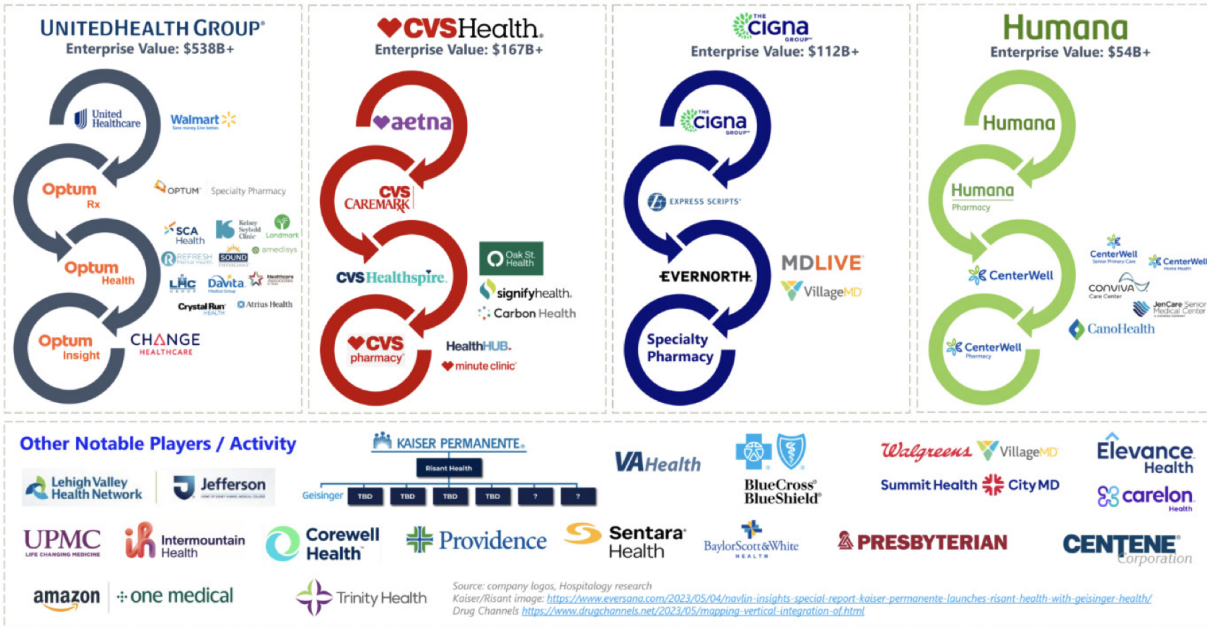 UNITEDHEALTH GROUP®
Enterprise Value: $538B+
United
Healthcare
Walmart
Save money. Live better.
Optum
Rx
OPTUM® Specialty Pharmacy
SCA
Health
Kelsey
Seybold
Clinic
Landmark
REFRESH
SOUND
amedisys
Optum
Health
LHC
GROUP
DaVita
Medical Group
Healthcare
Crystal Run
HEALTH
Atrius Health
Optum
Insight
CHANGE
HEALTHCARE
CVSHealth®
Enterprise Value: $167B+
aetna
CVS
CAREMARK
CVS Healthspire.
Oak St.
Health
signifyhealth.
Carbon Health
CVS
pharmacy®
HealthHUB.
minute clinic®
THE
Cigna
GROUP
Enterprise Value: $112B+
THE
Cigna
GROUP
EXPRESS SCRIPTS®
EVERNORTH.
MDLIVE
VillageMD
Specialty
Pharmacy
Humana
Enterprise Value: $54B+
Humana
Humana
Pharmacy
CenterWell
CenterWell
Senior Primary Care
CenterWell
Home Health
CONVIVA
Care Center
JenCare Senior
Medical Center
CanoHealth
CenterWell
Pharmacy
Other Notable Players / Activity
Lehigh Valley
Health Network
Jefferson
KAISER PERMANENTE®
Risant Health
Geisinger TBD TBD TBD TBD ? ?
VA Health
BlueCross®
BlueShield®
Walgreens VillageMD
Summit Health CityMD
Elevance
Health
carelon
Health
UPMC
LIFE CHANGING MEDICINE
Intermountain
Health
Corewell
Health™
Providence
Sentara®
Health
BaylorScott&White
HEALTH
PRESBYTERIAN
CENTENE®
Corporation
amazon one medical
Trinity Health
Source: company logos, Hospitalogy research
Kaiser/Risant image: https://www.eversana.com/2023/05/04/navlin-insights-special-report-kaiser-permanente-launches-risant-health-with-geisinger-health/
Drug Channels https://www.drugchannels.net/2023/05/mapping-vertical-integration-of.html